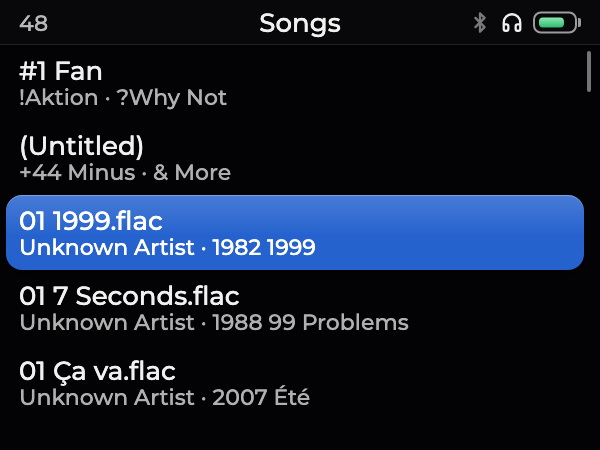 48
Songs
#1 Fan
!Aktion · ?Why Not
(Untitled)
+44 Minus · & More
01 1999.flac
Unknown Artist · 1982 1999
01 7 Seconds.flac
Unknown Artist · 1988 99 Problems
01 Ça va.flac
Unknown Artist · 2007 Été